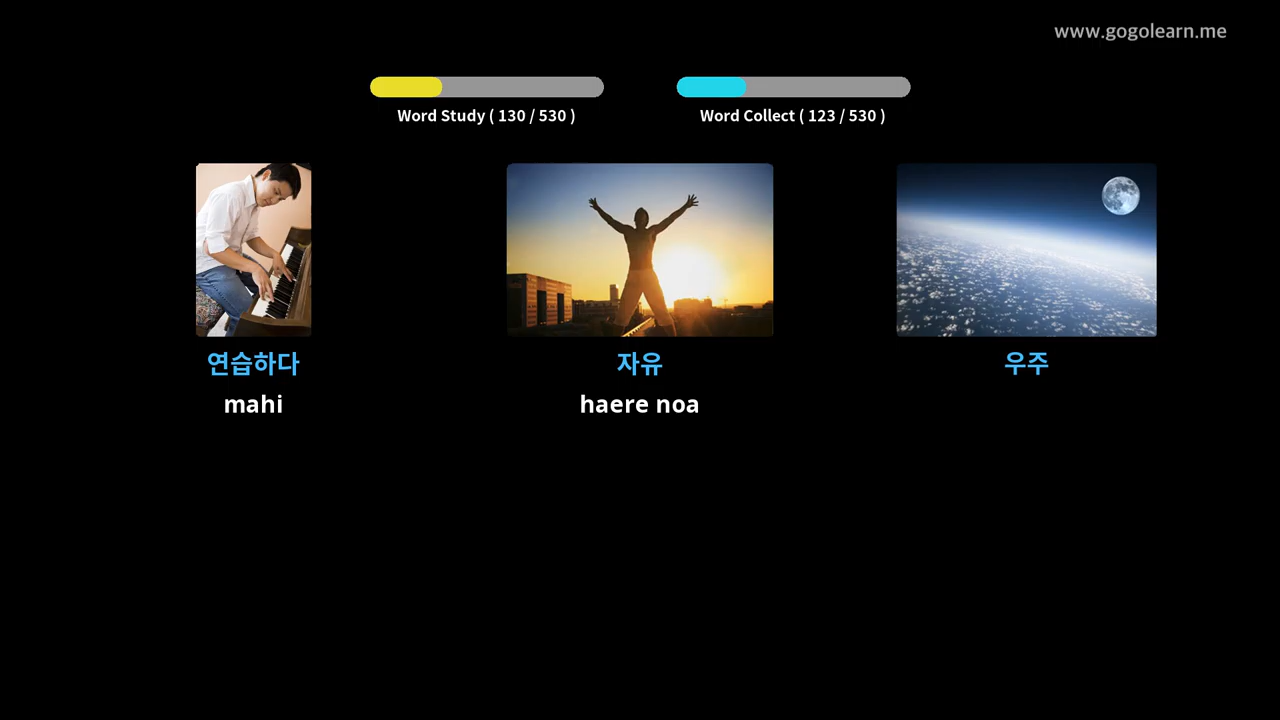 www.gogolearn.me
Word Study ( 130 / 530 )
Word Collect ( 123 / 530 )
연습하다
자유
우주
mahi
haere noa